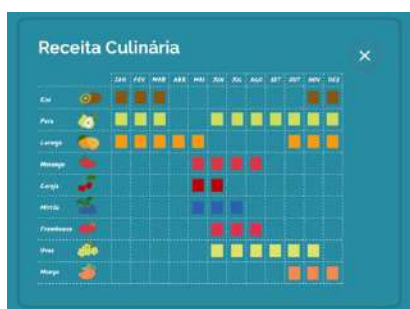 Receita Culinária
JAN FEV MAR ABR MAI JUN JUL AGO SET OUT NOV DEZ
Kiwi
Pera
Laranja
Morango
Cereja
Mirtilo
Framboesa
Uvas
Manga